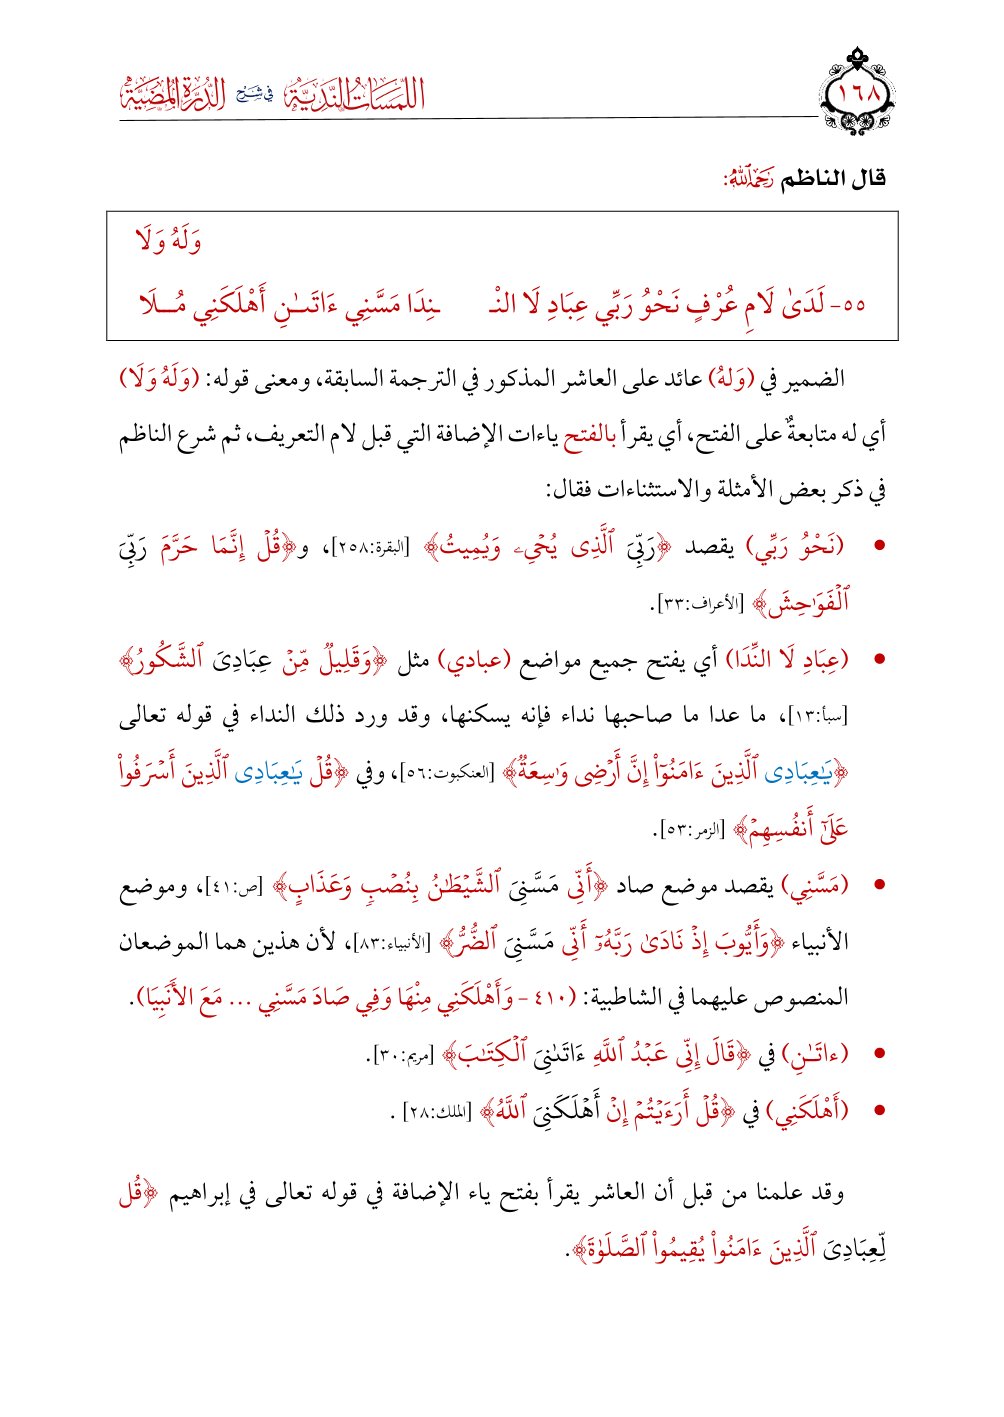 ١٦٨
اللمسات الندية في شرح الدرة المضية
قال الناظم رَحِمَهُ ٱللَّهُ:
وَلَهُ وَلَا
٥٥- لَدَىٰ لَامِ عُرْفٍ نَحْوُ رَبِّي عِبَادِ لَا النْـ ـنِدَا مَسَّنِي ءَاتَـٰـنِ أَهْلَكَنِي مُـــلَا
الضمير في (وَلهُ) عائد على العاشر المذكور في الترجمة السابقة، ومعنى قوله: (وَلَهُ وَلَا)
أي له متابعةٌ على الفتح، أي يقرأ بالفتح ياءات الإضافة التي قبل لام التعريف، ثم شرع الناظم
في ذكر بعض الأمثلة والاستثناءات فقال:
• (نَحْوُ رَبِّي) يقصد ﴿رَبِّيَ ٱلَّذِى يُحْىِۦ وَيُمِيتُ﴾ [البقرة:٢٥٨]، و﴿قُلْ إِنَّمَا حَرَّمَ رَبِّيَ
ٱلْفَوَٰحِشَ﴾ [الأعراف:٣٣].
• (عِبَادِ لَا النِّدَا) أي يفتح جميع مواضع (عبادي) مثل ﴿وَقَلِيلٌ مِّنْ عِبَادِىَ ٱلشَّكُورُ﴾
[سبأ:١٣]، ما عدا ما صاحبها نداء فإنه يسكنها، وقد ورد ذلك النداء في قوله تعالى
﴿يَـٰعِبَادِى ٱلَّذِينَ ءَامَنُوٓا۟ إِنَّ أَرْضِى وَٰسِعَةٌ﴾ [العنكبوت:٥٦]، وفي ﴿قُلْ يَـٰعِبَادِى ٱلَّذِينَ أَسْرَفُوا۟
عَلَىٰٓ أَنفُسِهِمْ﴾ [الزمر:٥٣].
• (مَسَّنِي) يقصد موضع صاد ﴿أَنِّى مَسَّنِىَ ٱلشَّيْطَـٰنُ بِنُصْبٍ وَعَذَابٍ﴾ [ص:٤١]، وموضع
الأنبياء ﴿وَأَيُّوبَ إِذْ نَادَىٰ رَبَّهُۥٓ أَنِّى مَسَّنِىَ ٱلضُّرُّ﴾ [الأنبياء:٨٣]، لأن هذين هما الموضعان
المنصوص عليهما في الشاطبية: (٤١٠ - وَأَهْلَكَنِي مِنْهَا وَفِي صَادَ مَسَّنِي ... مَعَ الأَنْبِيَا).
• (ءاتَـٰنِ) في ﴿قَالَ إِنِّى عَبْدُ ٱللَّهِ ءَاتَىٰنِىَ ٱلْكِتَـٰبَ﴾ [مريم:٣٠].
• (أَهْلَكَنِي) في ﴿قُلْ أَرَءَيْتُمْ إِنْ أَهْلَكَنِىَ ٱللَّهُ﴾ [الملك:٢٨] .
وقد علمنا من قبل أن العاشر يقرأ بفتح ياء الإضافة في قوله تعالى في إبراهيم ﴿قُل
لِّعِبَادِىَ ٱلَّذِينَ ءَامَنُوا۟ يُقِيمُوا۟ ٱلصَّلَوٰةَ﴾.